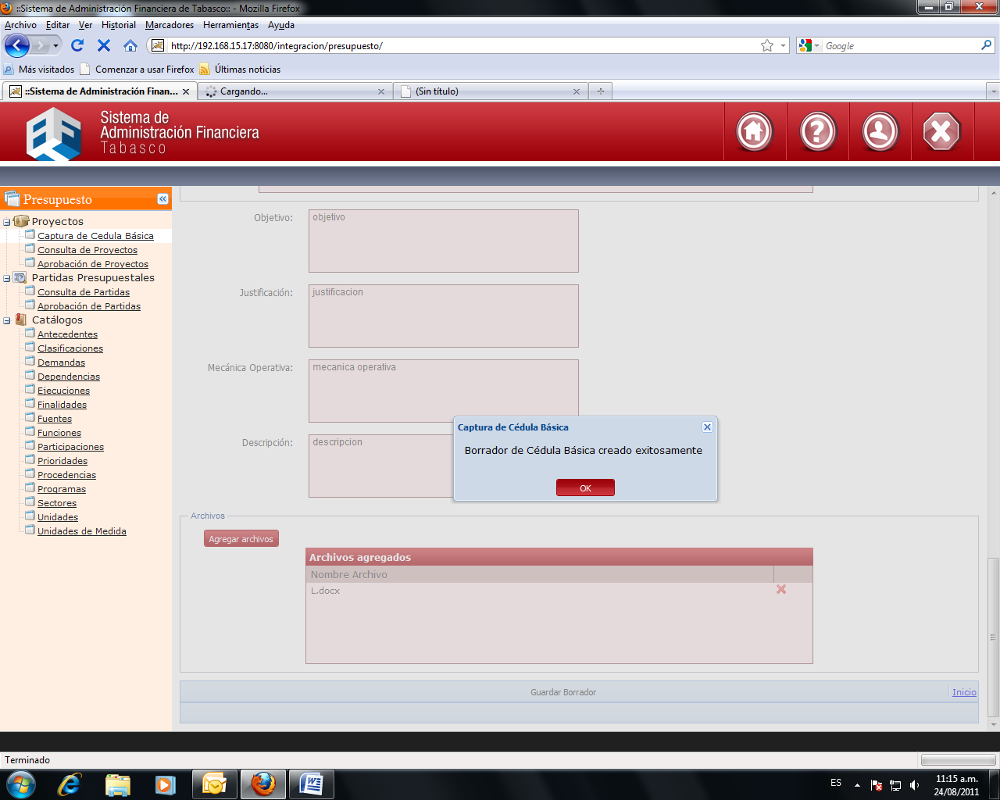 ::Sistema de Administración Financiera de Tabasco:: - Mozilla Firefox
Archivo Editar Ver Historial Marcadores Herramientas Ayuda
http://192.168.15.17:8080/integracion/presupuesto/
Google
Más visitados Comenzar a usar Firefox Últimas noticias
::Sistema de Administración Finan... Cargando... (Sin título)
Sistema de
Administración Financiera
Tabasco
Presupuesto
Proyectos
Captura de Cedula Básica
Consulta de Proyectos
Aprobación de Proyectos
Partidas Presupuestales
Consulta de Partidas
Aprobación de Partidas
Catálogos
Antecedentes
Clasificaciones
Demandas
Dependencias
Ejecuciones
Finalidades
Fuentes
Funciones
Participaciones
Prioridades
Procedencias
Programas
Sectores
Unidades
Unidades de Medida
Objetivo: objetivo
Justificación: justificacion
Mecánica Operativa: mecanica operativa
Descripción: descripcion
Captura de Cédula Básica
Borrador de Cédula Básica creado exitosamente
OK
Archivos
Agregar archivos
Archivos agregados
Nombre Archivo
L.docx
Guardar Borrador Inicio
Terminado
ES 11:15 a.m.
24/08/2011